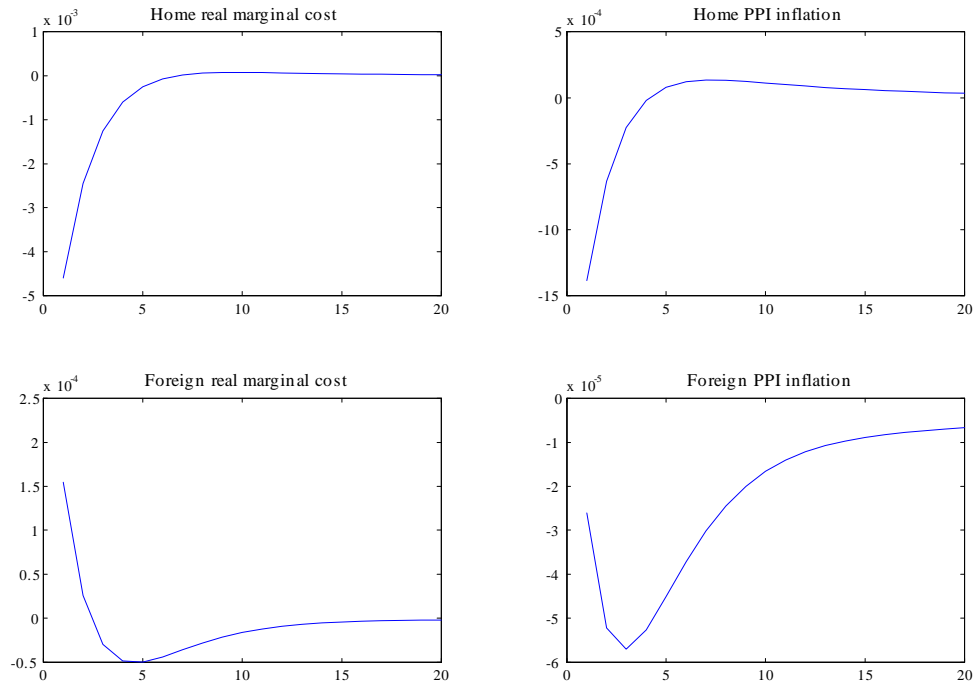 Home real marginal cost
x 10^-3
1
0
-1
-2
-3
-4
-5
0 5 10 15 20
Home PPI inflation
x 10^-4
5
0
-5
-10
-15
0 5 10 15 20
Foreign real marginal cost
x 10^-4
2.5
2
1.5
1
0.5
0
-0.5
0 5 10 15 20
Foreign PPI inflation
x 10^-5
0
-1
-2
-3
-4
-5
-6
0 5 10 15 20